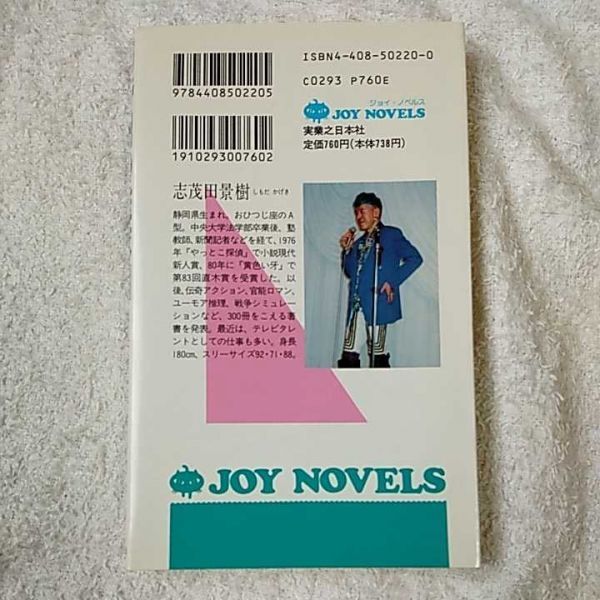 ISBN4-408-50220-0
C0293 P760E
9784408502205
ジョイ・ノベルス
JOY NOVELS
実業之日本社
定価760円(本体738円)
1910293007602
志茂田景樹 しもだ かげき
静岡県生まれ。おひつじ座のA
型。中央大学法学部卒業後、塾
教師、新聞記者などを経て、1976
年「やっとこ探偵」で小説現代
新人賞、80年に「黄色い牙」で
第83回直木賞を受賞した。以
後、伝奇アクション、官能ロマン、
ユーモア推理、戦争シミュレー
ションなど、300冊をこえる著
書を発表。最近は、テレビタレ
ントとしての仕事も多い。身長
180cm、スリーサイズ92・71・88。
JOY NOVELS